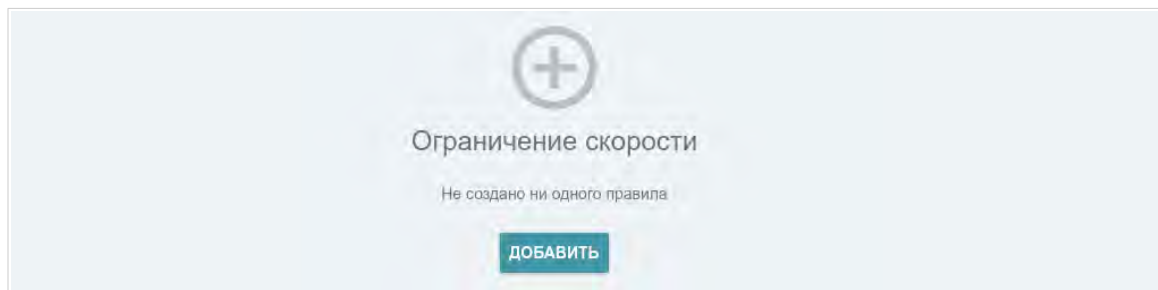 Ограничение скорости
Не создано ни одного правила
ДОБАВИТЬ